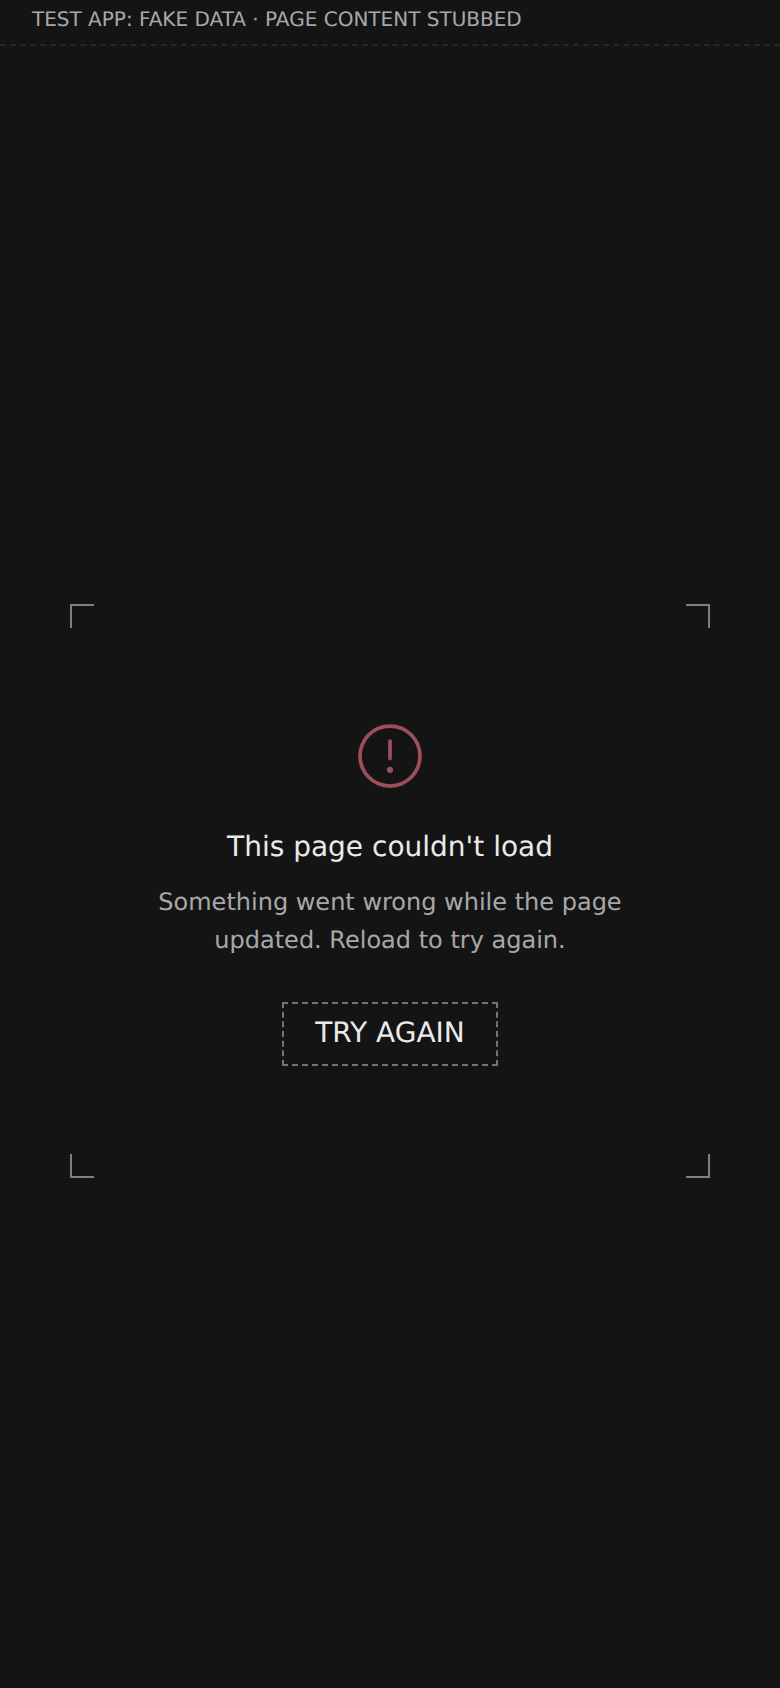 TEST APP: FAKE DATA · PAGE CONTENT STUBBED
This page couldn't load
Something went wrong while the page
updated. Reload to try again.
TRY AGAIN